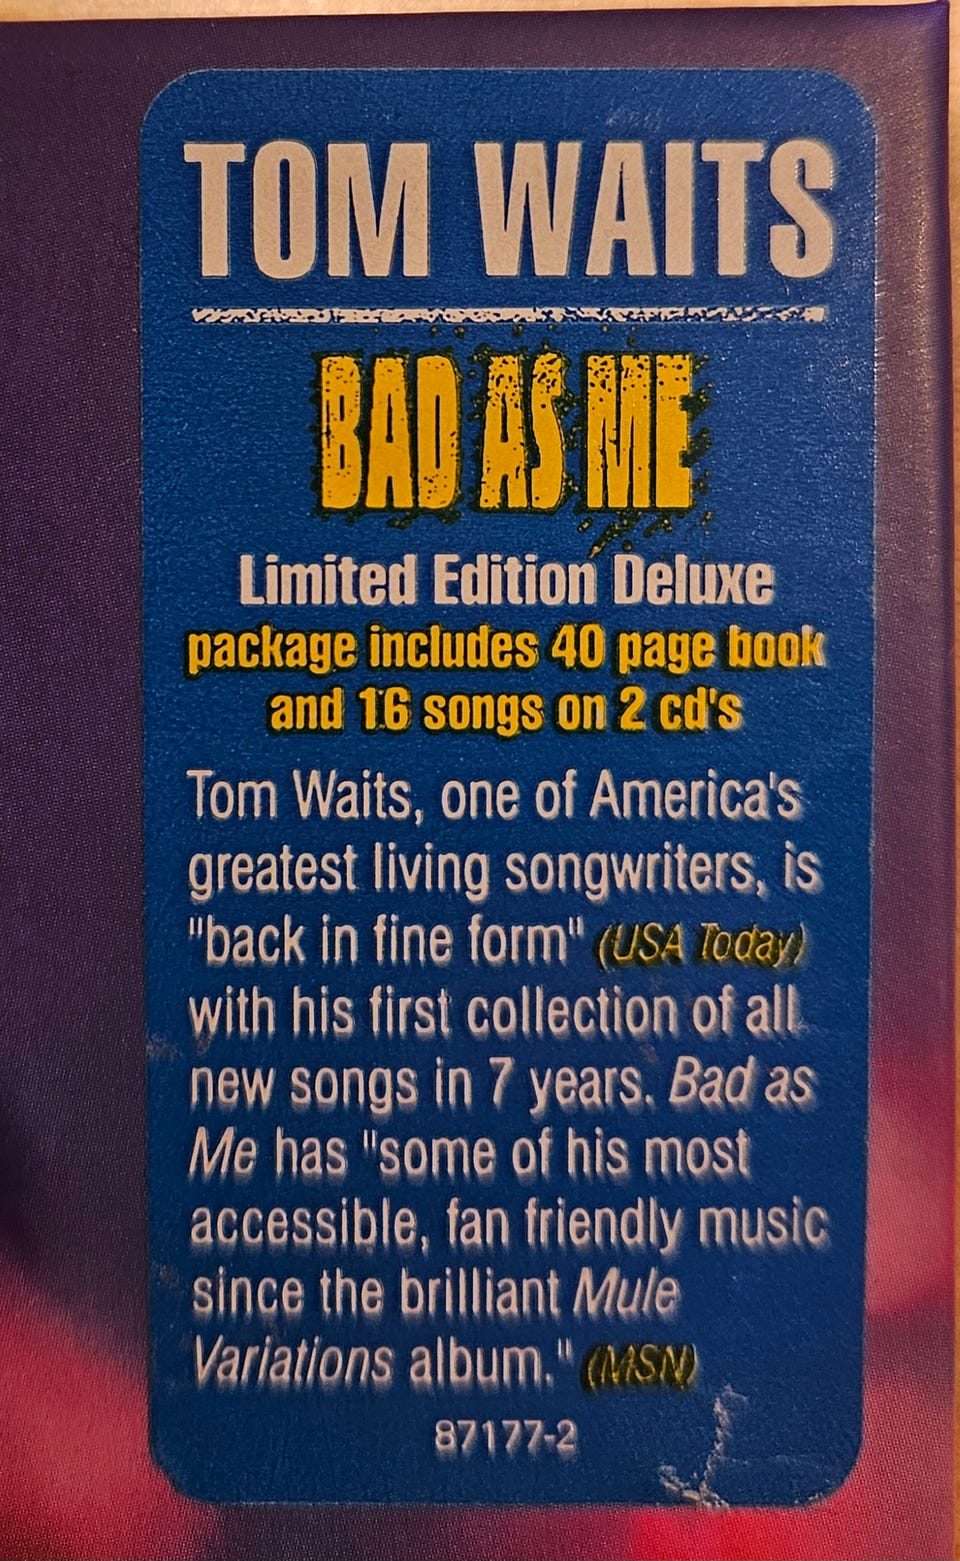 TOM WAITS
BAD AS ME
Limited Edition Deluxe
package includes 40 page book
and 16 songs on 2 cd's
Tom Waits, one of America's
greatest living songwriters, is
"back in fine form" (USA Today)
with his first collection of all
new songs in 7 years. Bad as
Me has "some of his most
accessible, fan friendly music
since the brilliant Mule
Variations album." (MSN)
87177-2